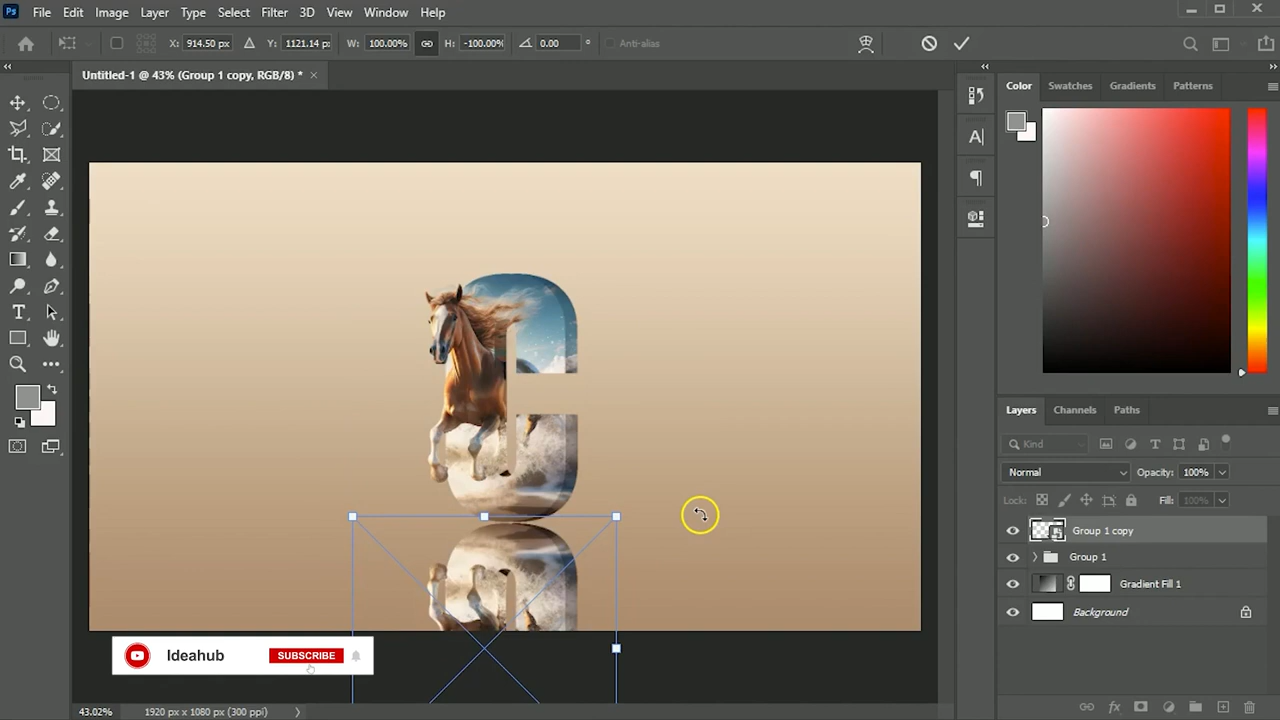 Ps File Edit Image Layer Type Select Filter 3D View Window Help
X: 914.50 px Y: 1121.14 px W: 100.00% H: -100.00% 0.00 ° Anti-alias
Untitled-1 @ 43% (Group 1 copy, RGB/8) * ×
Color Swatches Gradients Patterns
Layers Channels Paths
Kind
Normal Opacity: 100%
Lock: Fill: 100%
Group 1 copy
Group 1
Gradient Fill 1
Background
C
Ideahub SUBSCRIBE
43.02% 1920 px x 1080 px (300 ppi)